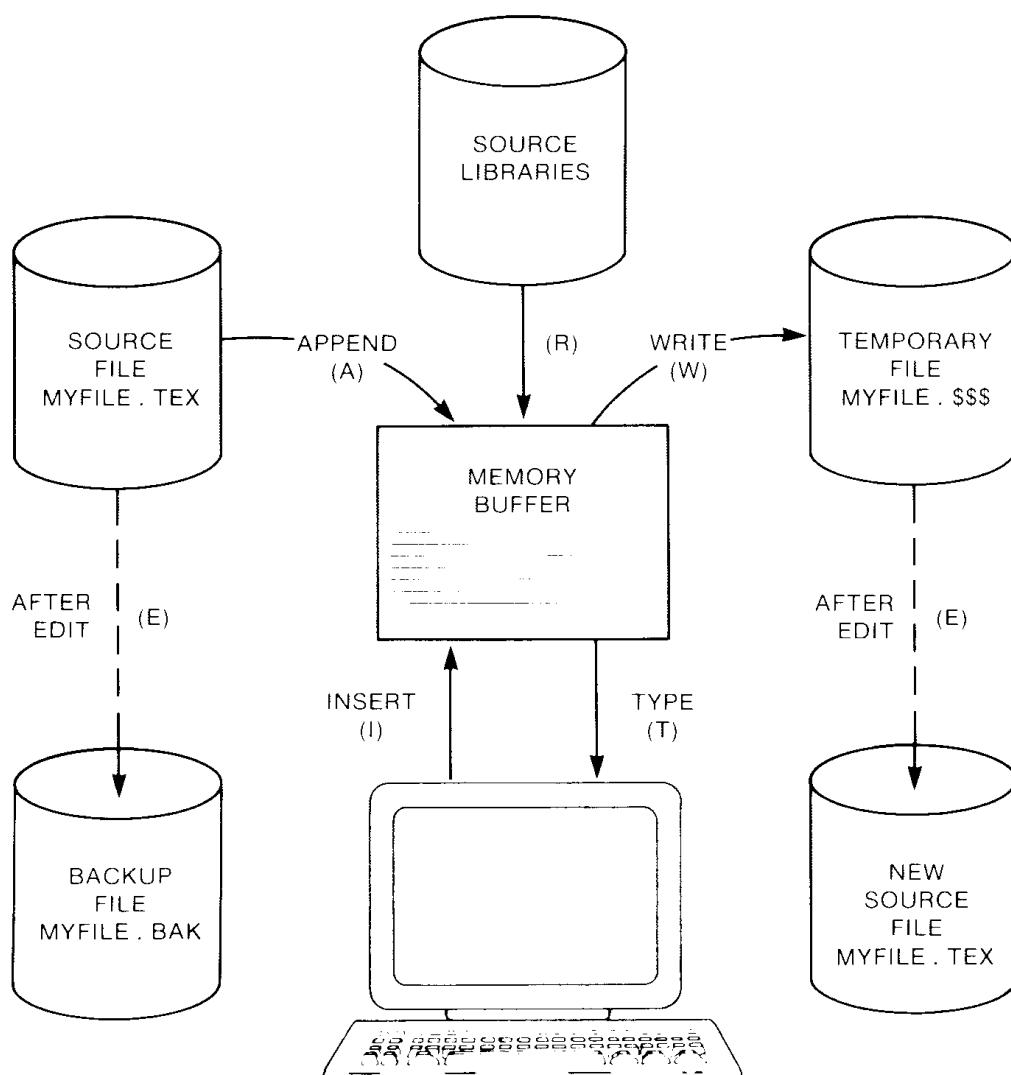 SOURCE
LIBRARIES
SOURCE
FILE
MYFILE . TEX
APPEND
(A)
(R)
WRITE
(W)
TEMPORARY
FILE
MYFILE . $$$
MEMORY
BUFFER
AFTER
EDIT
(E)
AFTER
EDIT
(E)
INSERT
(I)
TYPE
(T)
BACKUP
FILE
MYFILE . BAK
NEW
SOURCE
FILE
MYFILE . TEX